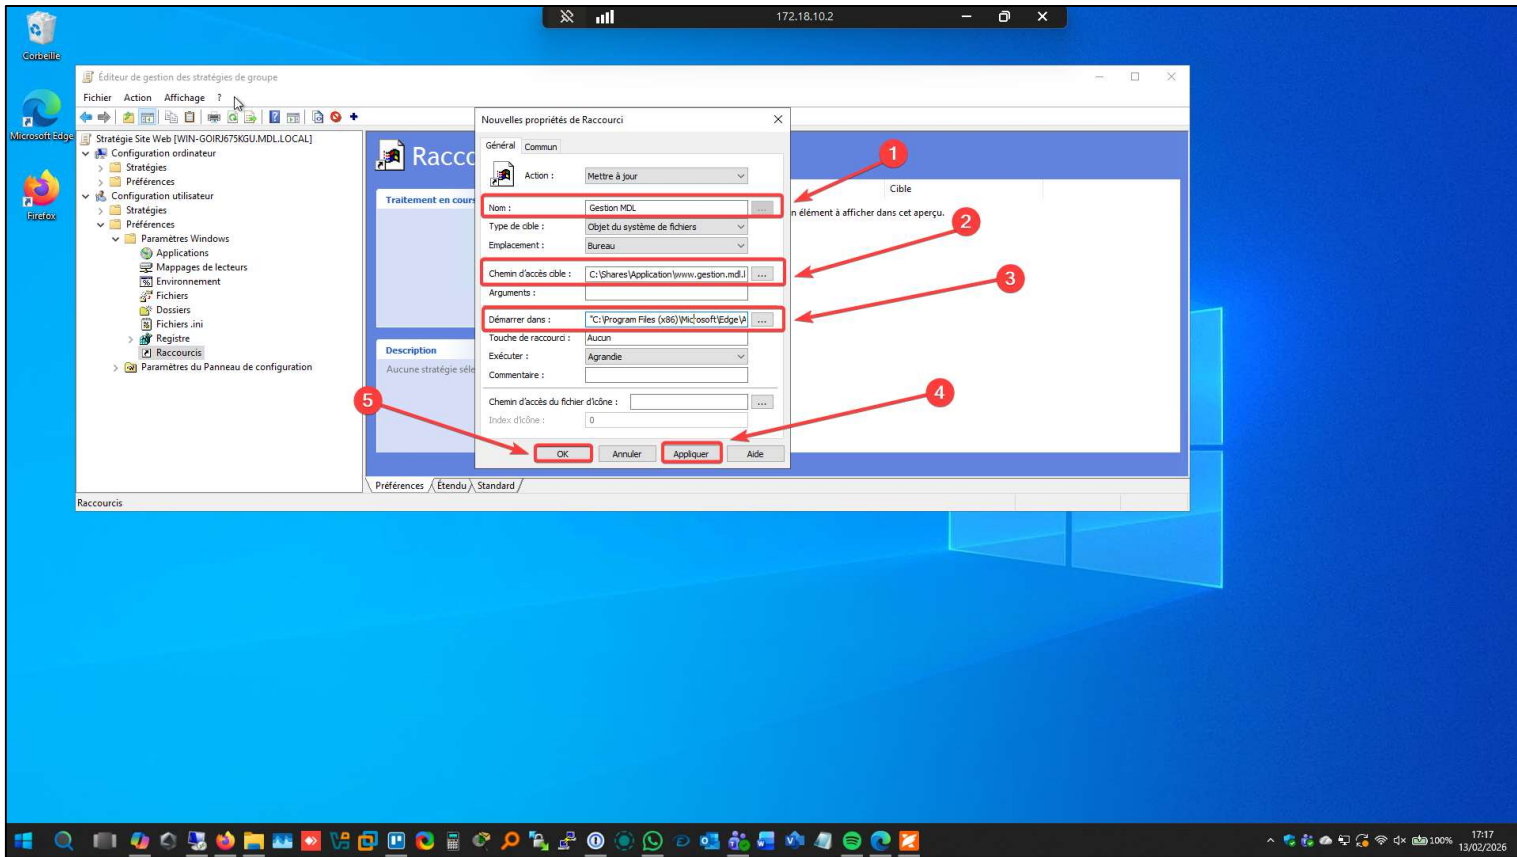 172.18.10.2
Corbeille
Microsoft Edge
Firefox
Éditeur de gestion des stratégies de groupe
Fichier Action Affichage ?
Stratégie Site Web [WIN-GOIRJ675KGU.MDL.LOCAL]
Configuration ordinateur
Stratégies
Préférences
Configuration utilisateur
Stratégies
Préférences
Paramètres Windows
Applications
Mappages de lecteurs
Environnement
Fichiers
Dossiers
Fichiers .ini
Registre
Raccourcis
Paramètres du Panneau de configuration
Racco
Traitement en cours
Description
Aucune stratégie séle
Cible
n élément à afficher dans cet aperçu.
Nouvelles propriétés de Raccourci
Général Commun
Action : Mettre à jour
Nom : Gestion MDL ...
Type de cible : Objet du système de fichiers
Emplacement : Bureau
Chemin d'accès cible : C:\Shares\Application\www.gestion.mdl.l ...
Arguments :
Démarrer dans : "C:\Program Files (x86)\Microsoft\Edge\A ...
Touche de raccourci : Aucun
Exécuter : Agrandie
Commentaire :
Chemin d'accès du fichier d'icône : ...
Index d'icône : 0
OK Annuler Appliquer Aide
1
2
3
4
5
Préférences Étendu Standard
Raccourcis
100%
17:17
13/02/2026